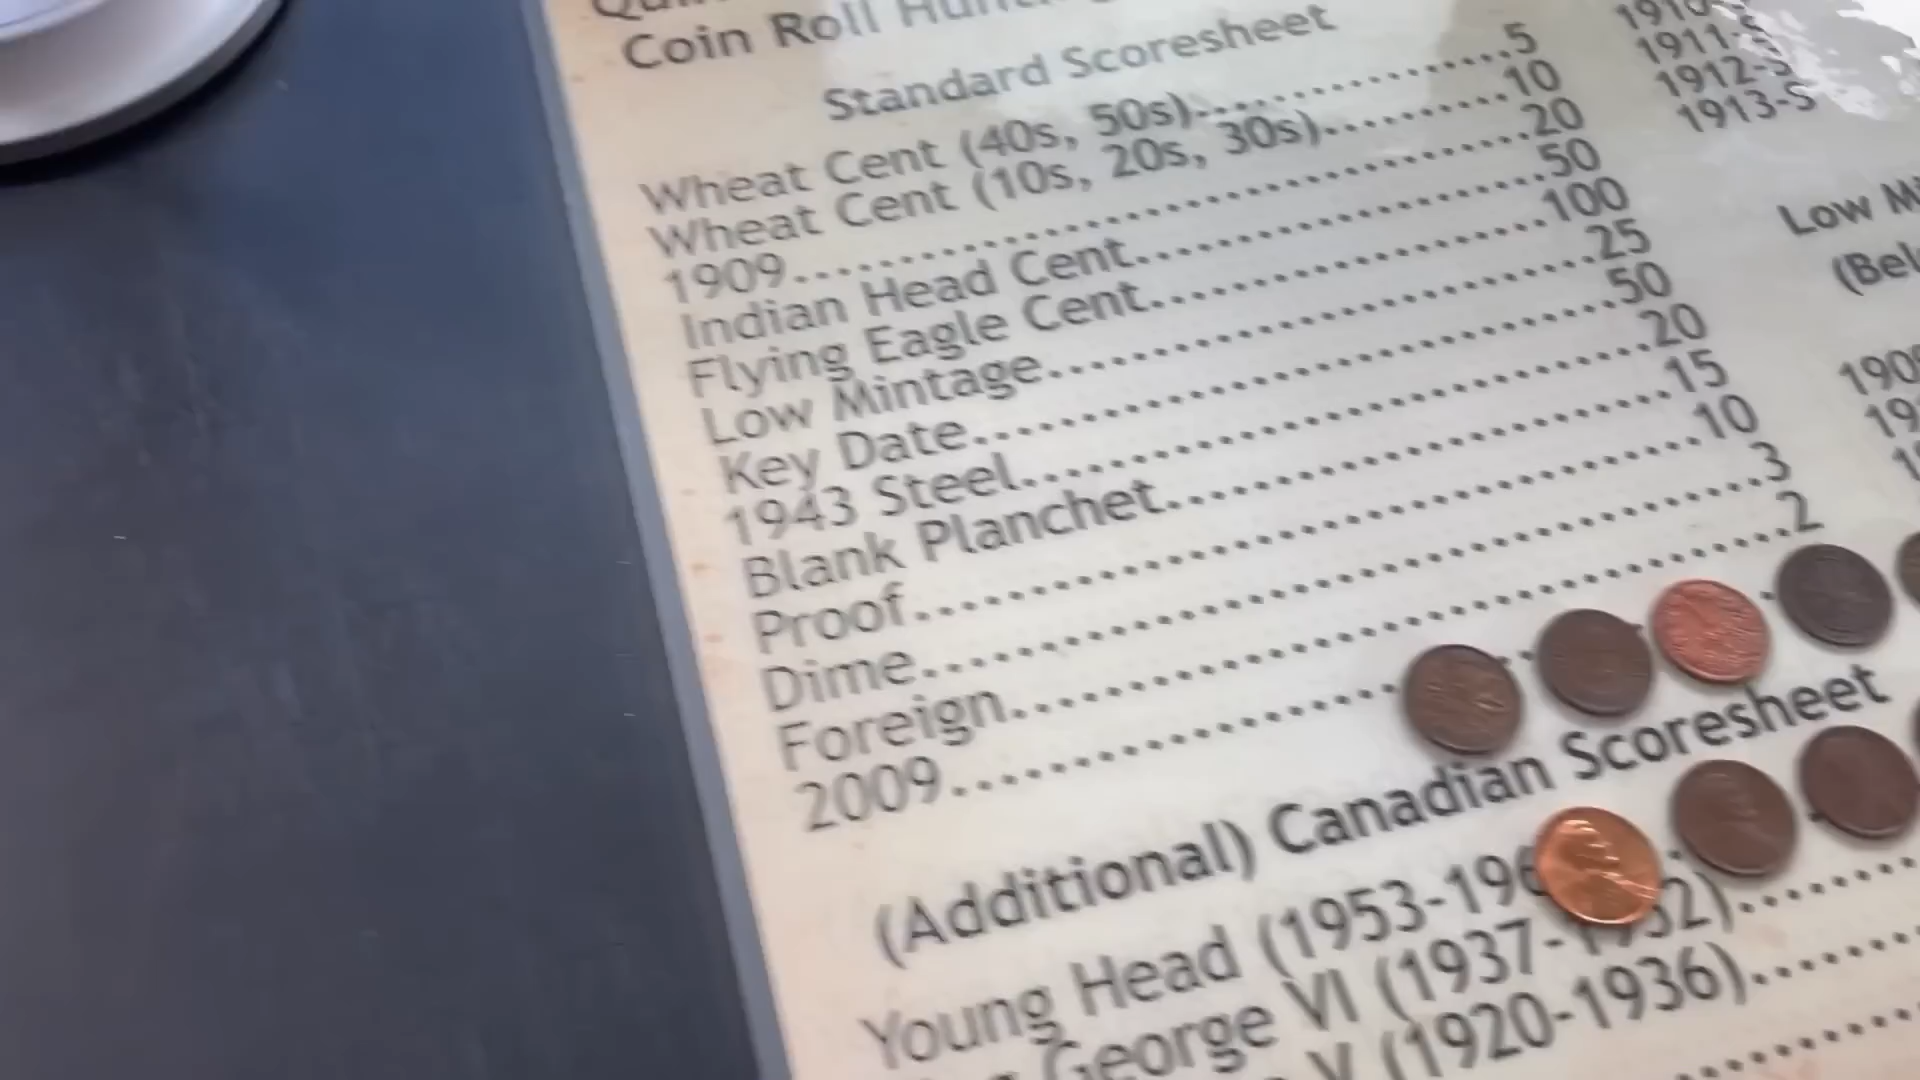 Coin Roll
Standard Scoresheet
Wheat Cent (40s, 50s)..........5
Wheat Cent (10s, 20s, 30s)..........10
1909..........20
Indian Head Cent..........50
Flying Eagle Cent..........100
Low Mintage..........25
Key Date..........50
1943 Steel..........20
Blank Planchet..........15
Proof..........10
Dime..........3
Foreign..........2
2009..........
(Additional) Canadian Scoresheet
Young Head (1953-196
George VI (1937-
V (1920-1936)..........
1911-S
1912-S
1913-S
Low